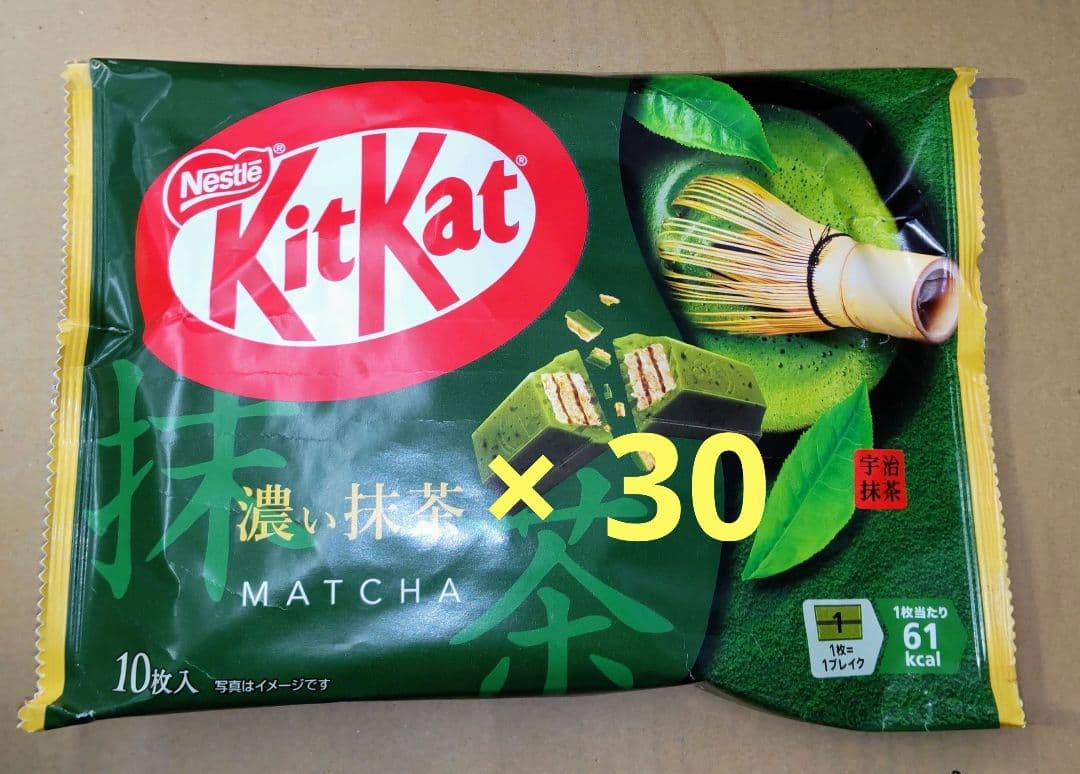 Nestlé®
KitKat®
抹茶
濃い抹茶
× 30
MATCHA
宇治
抹茶
10枚入
写真はイメージです
1
1枚=
1ブレイク
1枚当たり
61
kcal